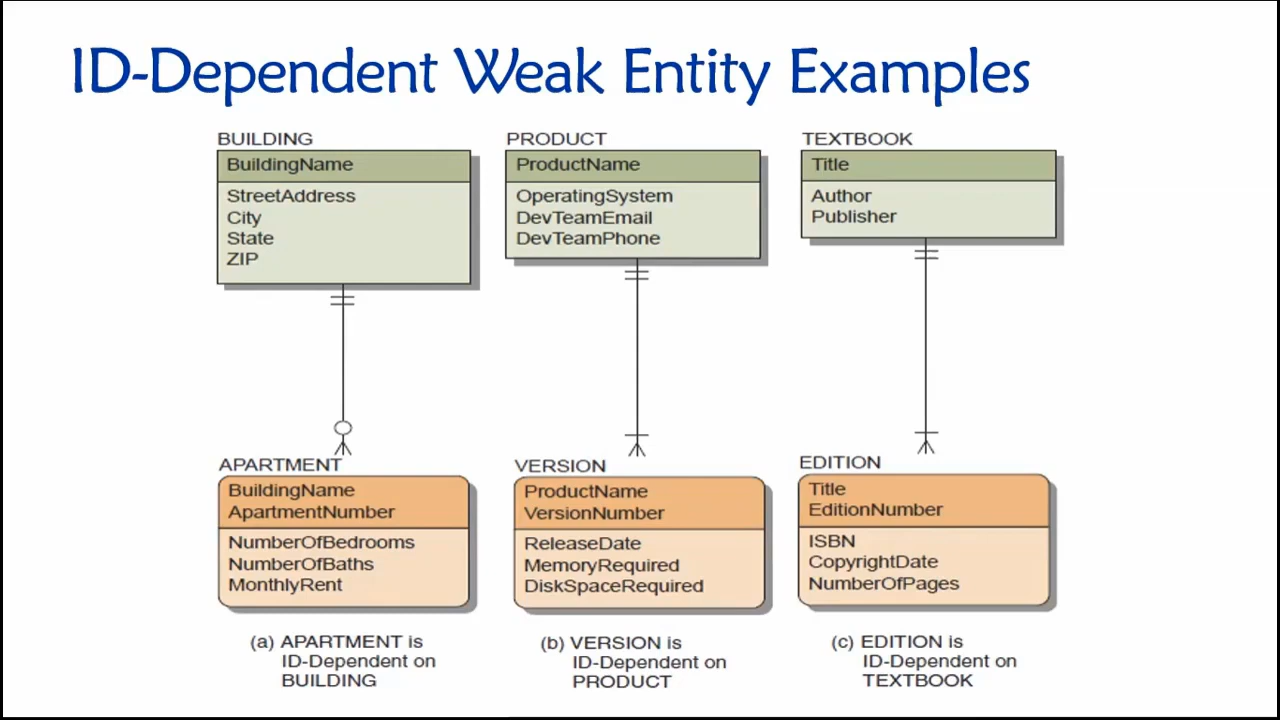 ID-Dependent Weak Entity Examples
BUILDING
BuildingName
StreetAddress
City
State
ZIP
PRODUCT
ProductName
OperatingSystem
DevTeamEmail
DevTeamPhone
TEXTBOOK
Title
Author
Publisher
APARTMENT
BuildingName
ApartmentNumber
NumberOfBedrooms
NumberOfBaths
MonthlyRent
VERSION
ProductName
VersionNumber
ReleaseDate
MemoryRequired
DiskSpaceRequired
EDITION
Title
EditionNumber
ISBN
CopyrightDate
NumberOfPages
(a) APARTMENT is
ID-Dependent on
BUILDING
(b) VERSION is
ID-Dependent on
PRODUCT
(c) EDITION is
ID-Dependent on
TEXTBOOK